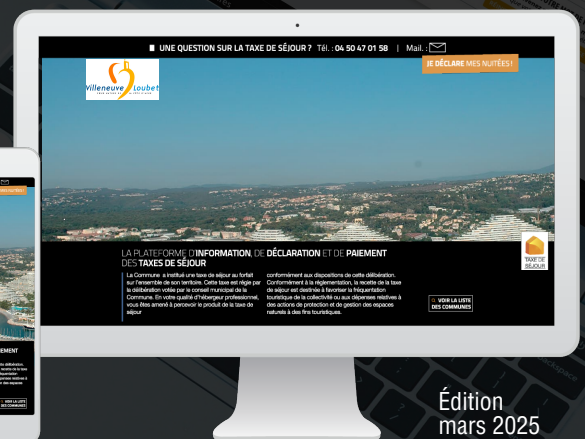 UNE QUESTION SUR LA TAXE DE SÉJOUR ? Tél. : 04 50 47 01 58 | Mail. :
JE DÉCLARE MES NUITÉES !
Villeneuve Loubet
LA PLATEFORME D'INFORMATION, DE DÉCLARATION ET DE PAIEMENT
DES TAXES DE SÉJOUR
La Commune a institué une taxe de séjour au forfait
sur l'ensemble de son territoire. Cette taxe est régie par
la délibération votée par le conseil municipal de la
Commune. En votre qualité d'hébergeur professionnel,
vous êtes amené à percevoir le produit de la taxe de
séjour
conformément aux dispositions de cette délibération.
Conformément à la réglementation, la recette de la taxe
de séjour est destinée à favoriser la fréquentation
touristique de la collectivité ou aux dépenses relatives à
des actions de protection et de gestion des espaces
naturels à des fins touristiques.
VOIR LA LISTE
DES COMMUNES
TAXE DE
SÉJOUR
EMENT
VOIR LA LISTE
DES COMMUNES
Édition
mars 2025